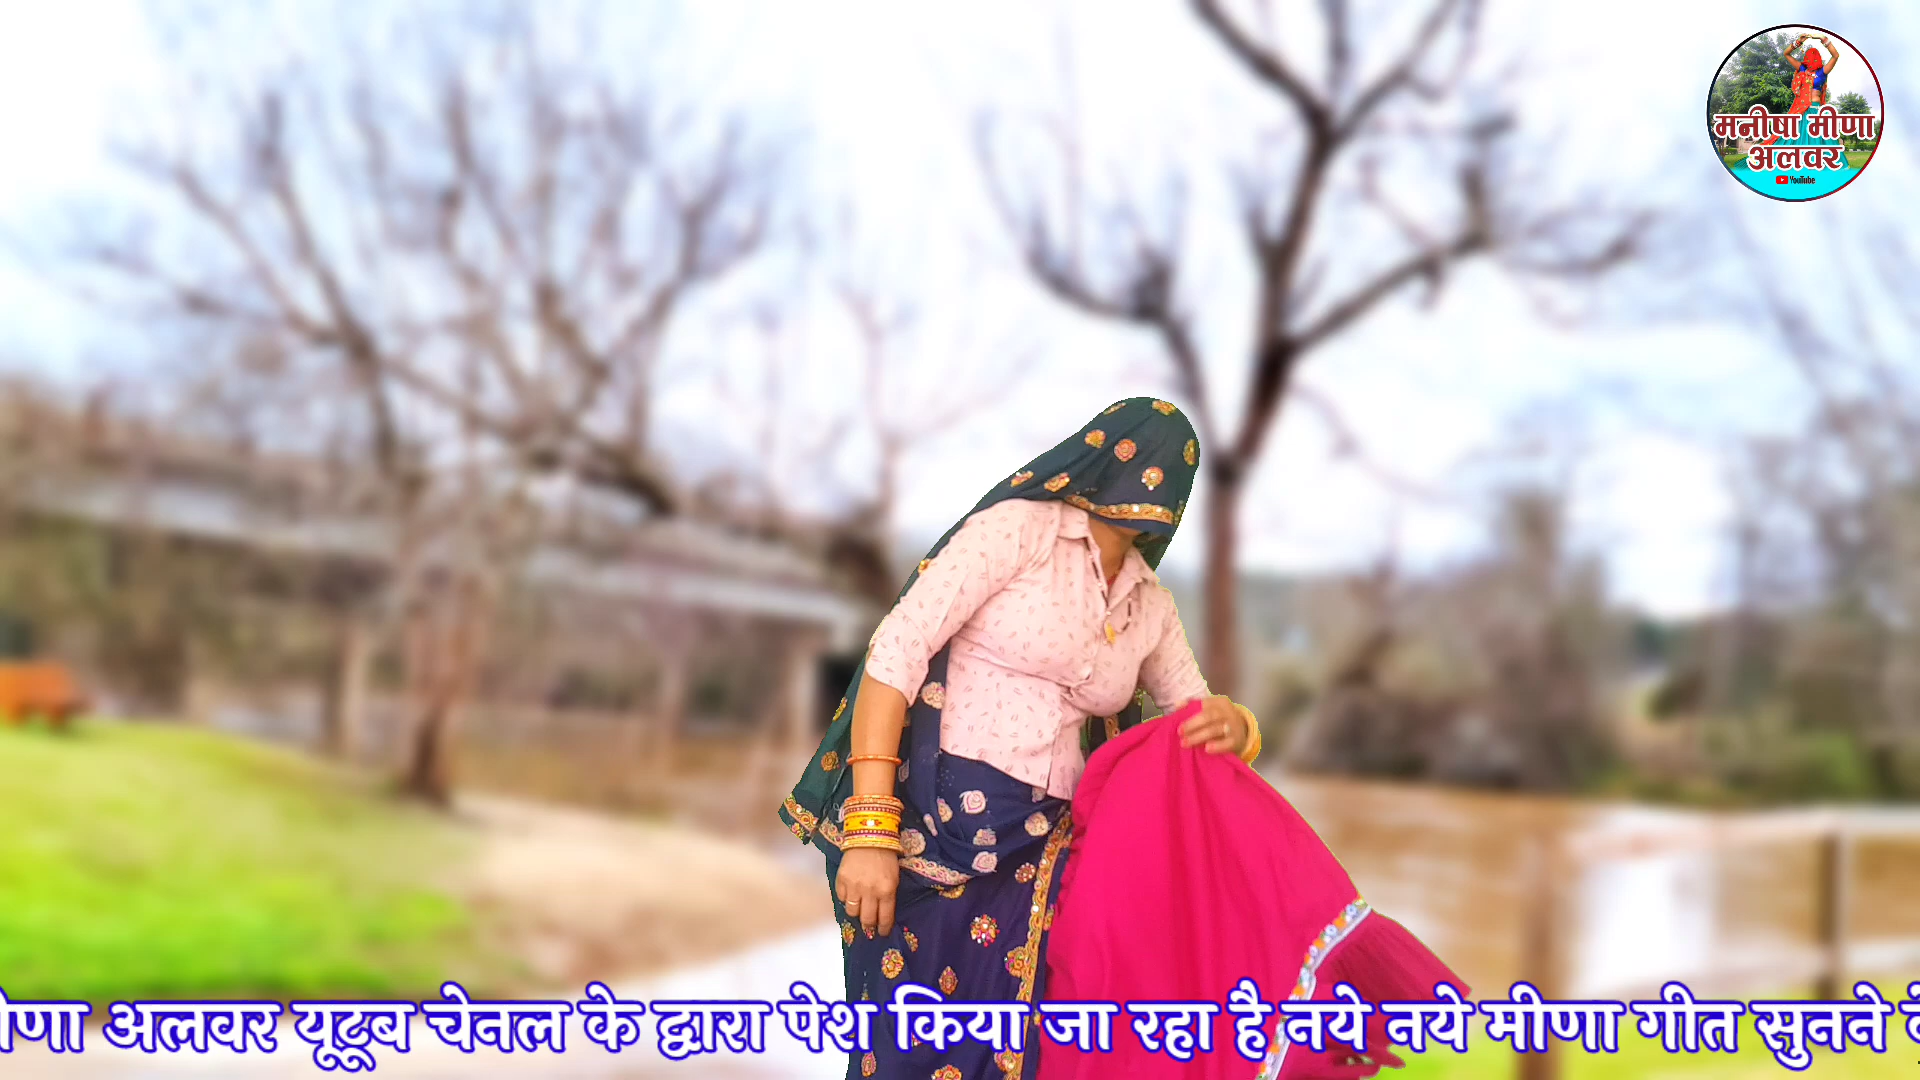 मनीषा मीणा
अलवर
YouTube
अलवर यूटूब चेनल के द्वारा पेश किया जा रहा है नये नये मीणा गीत सुनने